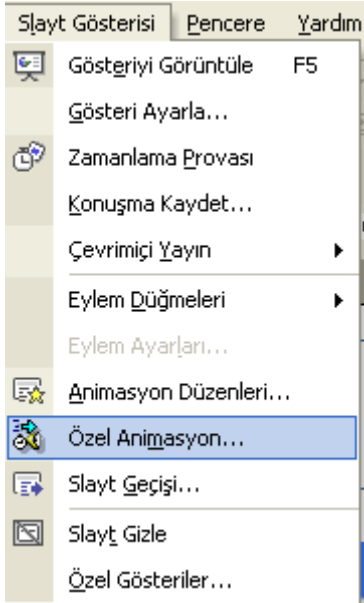 Slayt Gösterisi Pencere Yardım
Gösteriyi Görüntüle F5
Gösteri Ayarla...
Zamanlama Provası
Konuşma Kaydet...
Çevrimiçi Yayın
Eylem Düğmeleri
Eylem Ayarları...
Animasyon Düzenleri...
Özel Animasyon...
Slayt Geçişi...
Slayt Gizle
Özel Gösteriler...